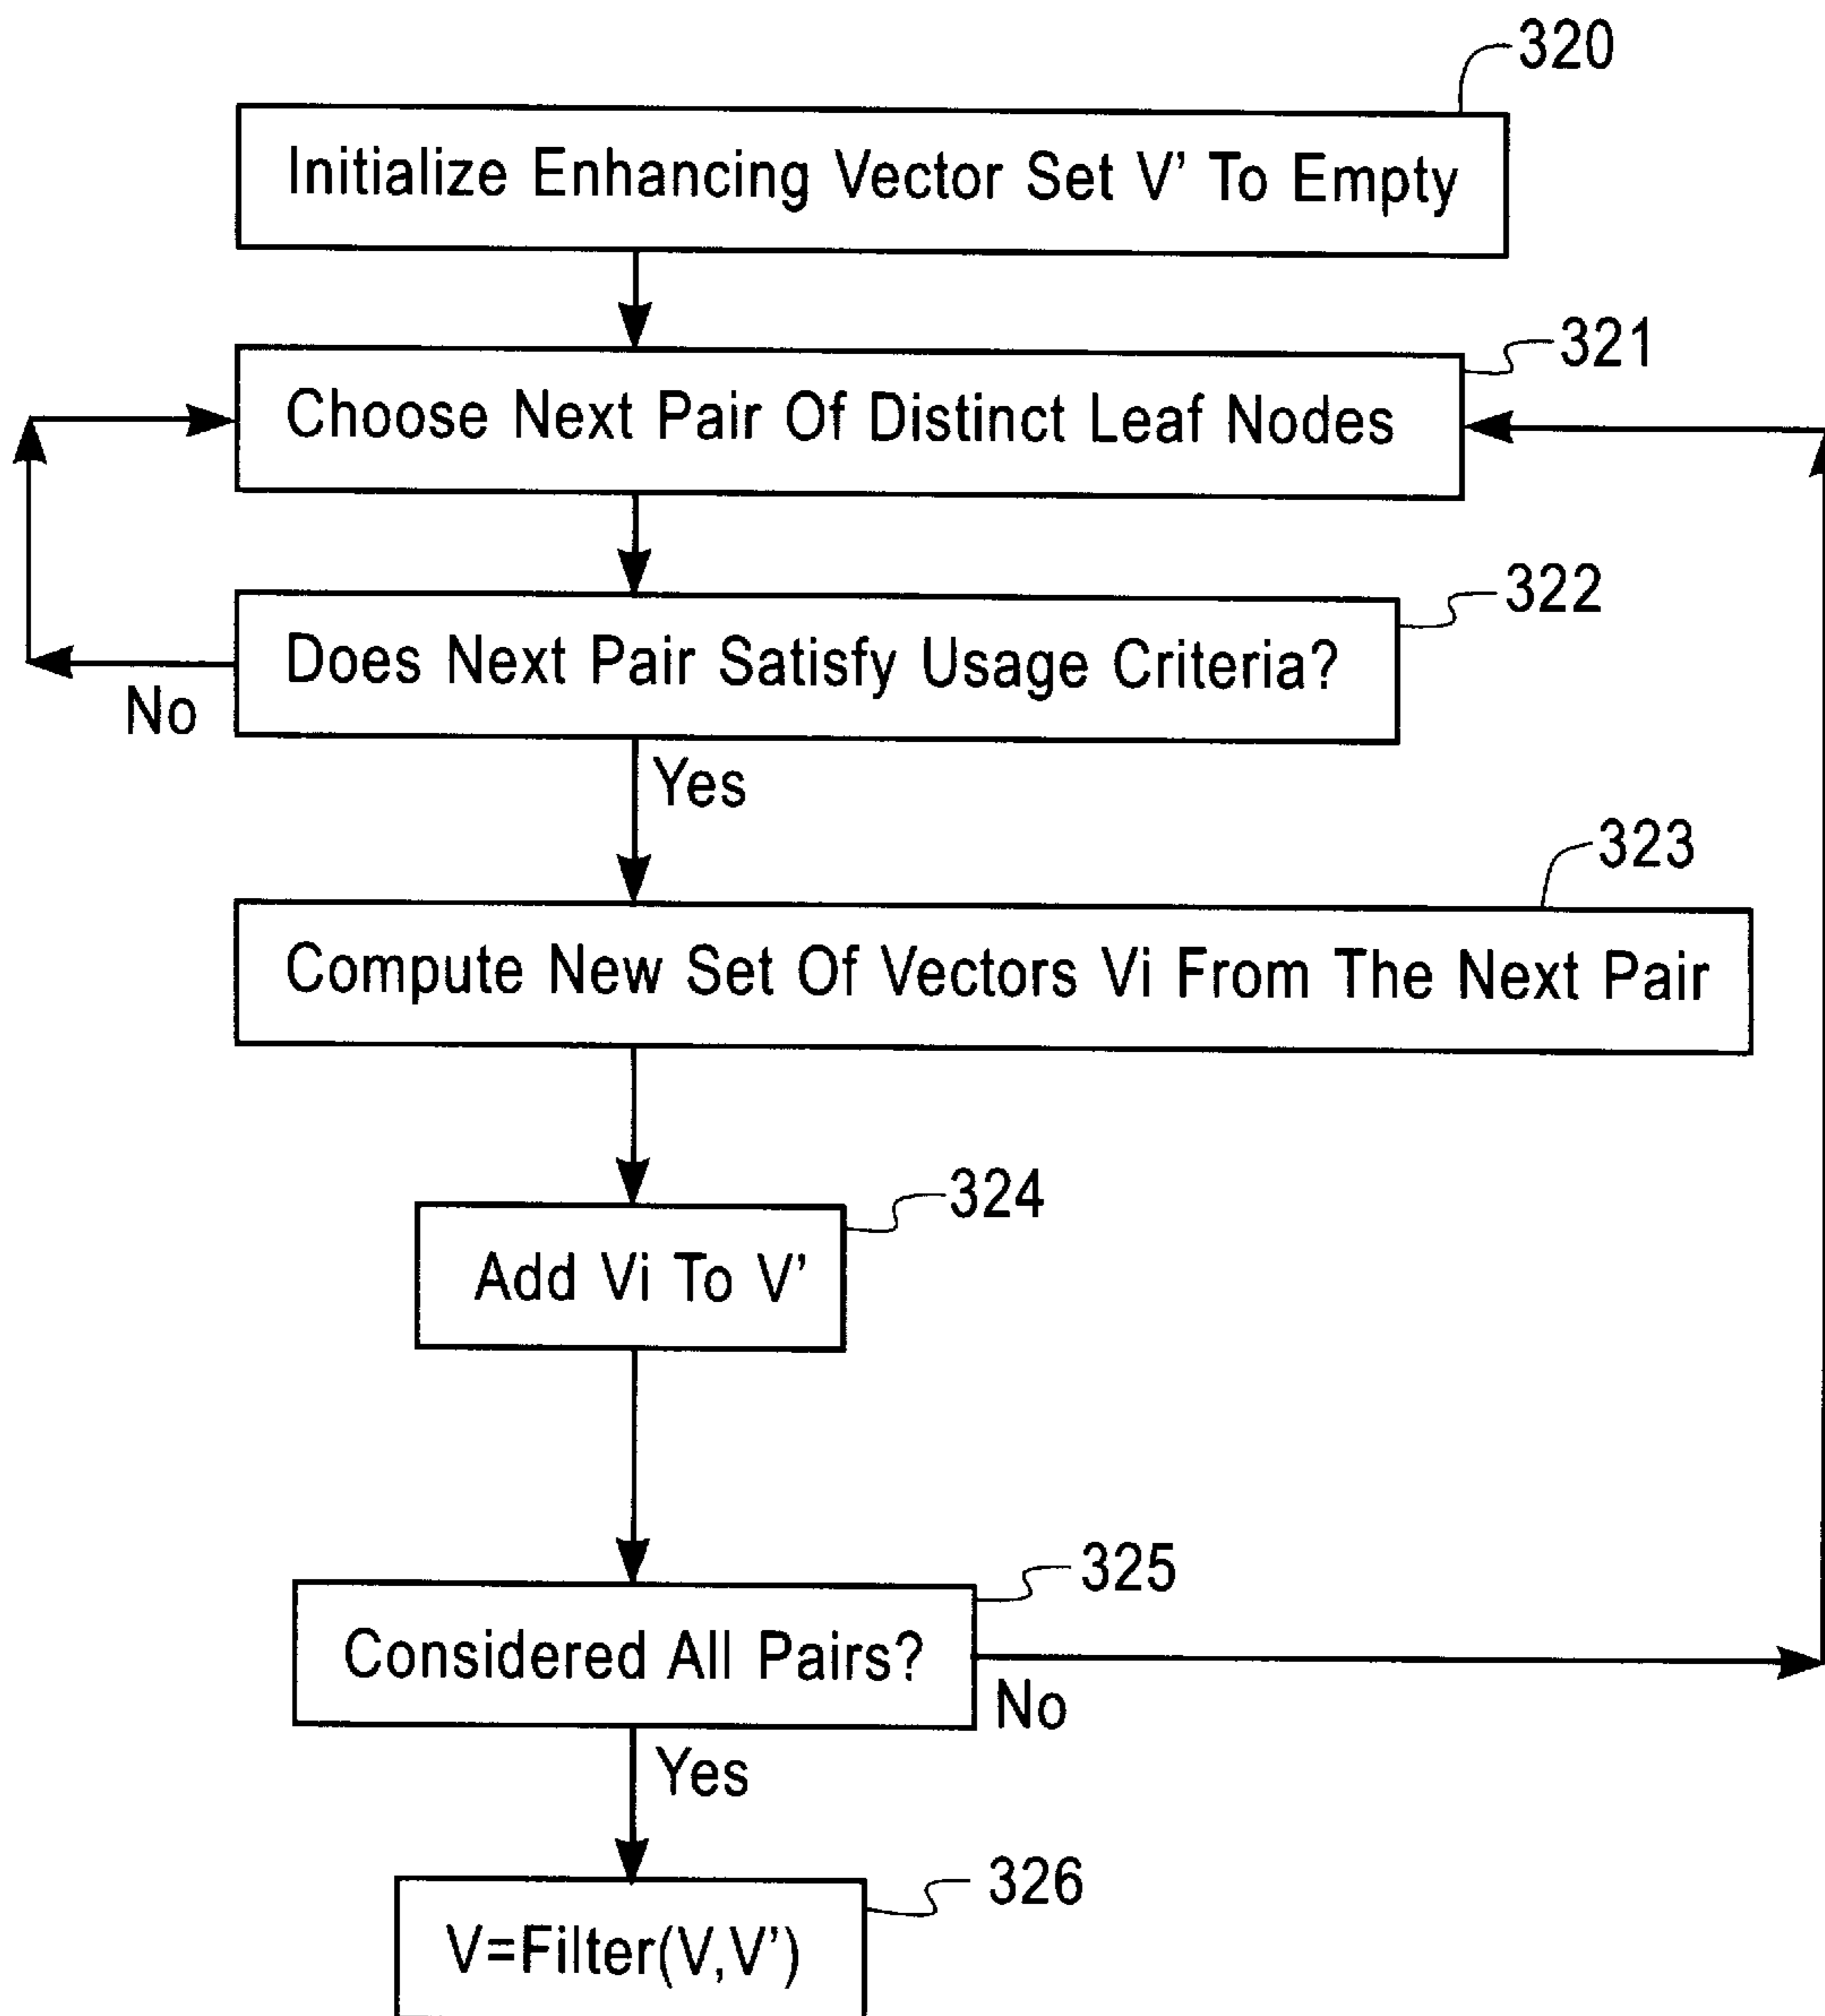 320
Initialize Enhancing Vector Set V' To Empty
321
Choose Next Pair Of Distinct Leaf Nodes
322
Does Next Pair Satisfy Usage Criteria?
No
Yes
323
Compute New Set Of Vectors Vi From The Next Pair
324
Add Vi To V'
325
Considered All Pairs?
No
Yes
326
V=Filter(V,V')